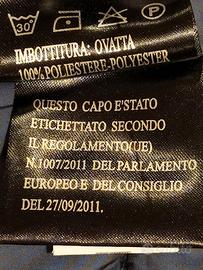 30
P
IMBOTTITURA: OVATTA
100% POLIESTERE-POLYESTER
QUESTO CAPO E'STATO
ETICHETTATO SECONDO
IL REGOLAMENTO(UE)
N.1007/2011 DEL PARLAMENTO
EUROPEO E DEL CONSIGLIO
DEL 27/09/2011.